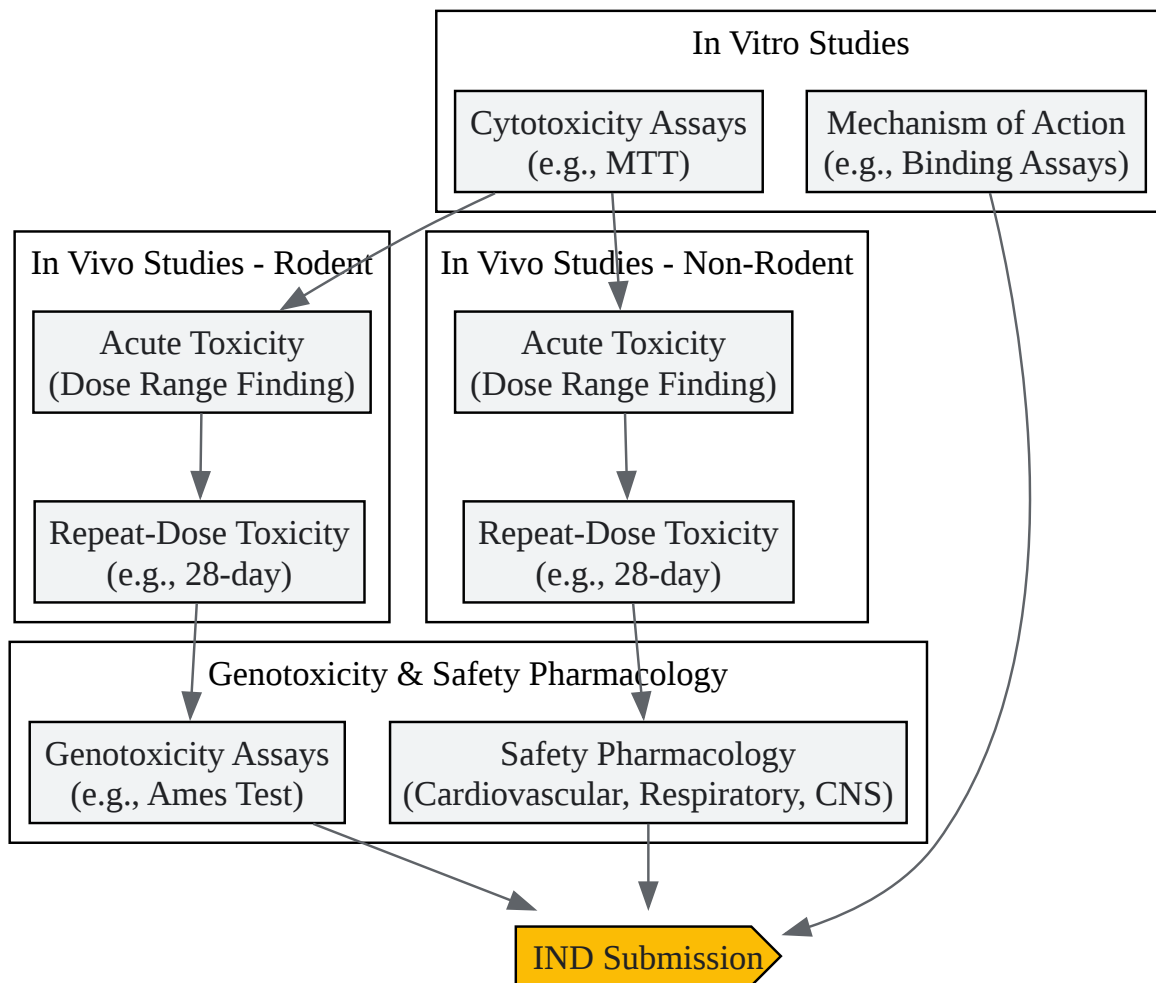 In Vitro Studies
Cytotoxicity Assays
(e.g., MTT)
Mechanism of Action
(e.g., Binding Assays)
In Vivo Studies - Rodent
Acute Toxicity
(Dose Range Finding)
Repeat-Dose Toxicity
(e.g., 28-day)
In Vivo Studies - Non-Rodent
Acute Toxicity
(Dose Range Finding)
Repeat-Dose Toxicity
(e.g., 28-day)
Genotoxicity & Safety Pharmacology
Genotoxicity Assays
(e.g., Ames Test)
Safety Pharmacology
(Cardiovascular, Respiratory, CNS)
IND Submission